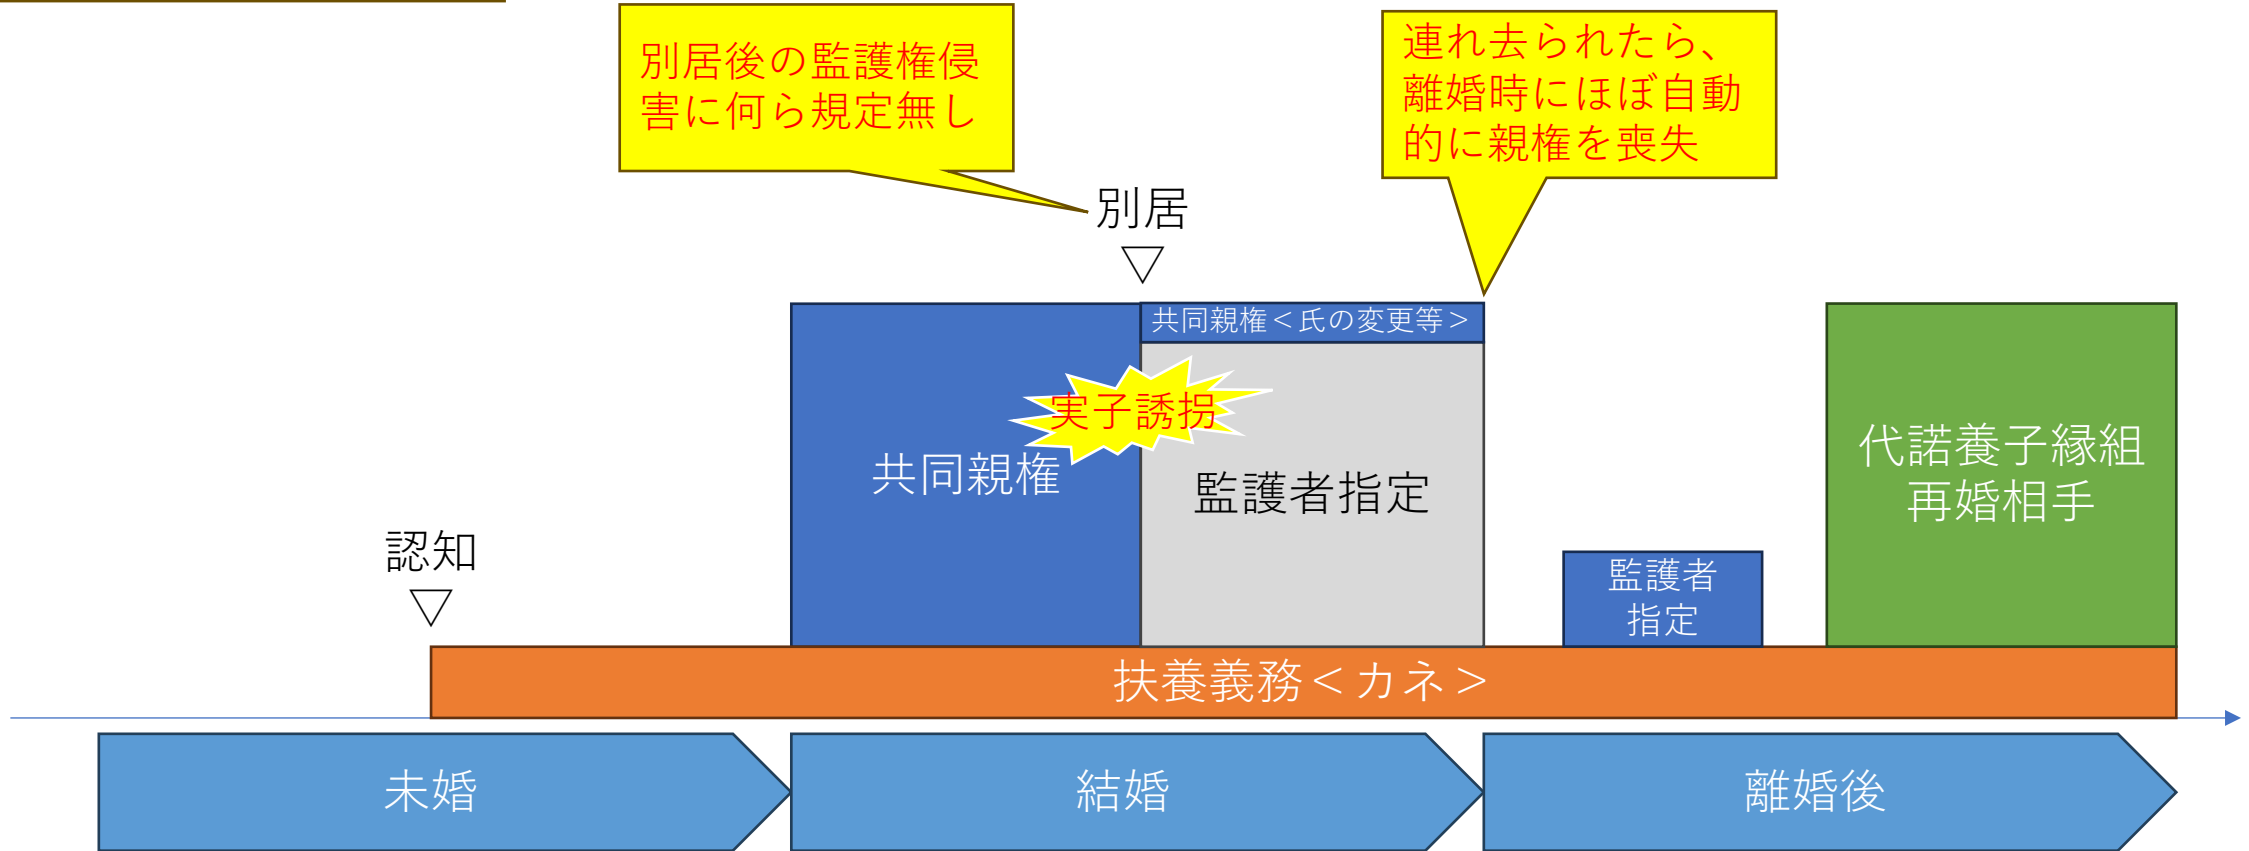 別居後の監護権侵
害に何ら規定無し
連れ去られたら、
離婚時にほぼ自動
的に親権を喪失
別居
▽
共同親権＜氏の変更等＞
実子誘拐
共同親権
監護者指定
代諾養子縁組
再婚相手
認知
▽
監護者
指定
扶養義務＜カネ＞
未婚
結婚
離婚後